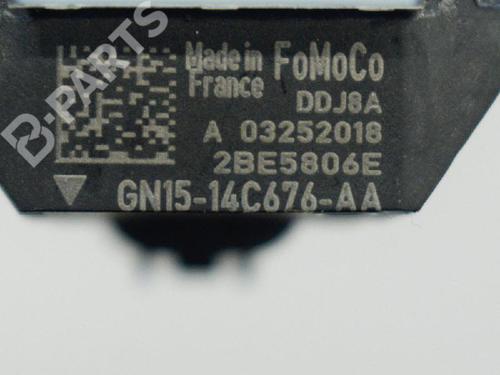 Made in
France
FoMoCo
DDJ8A
A 03252018
2BE5806E
GN15-14C676-AA
B-PARTS